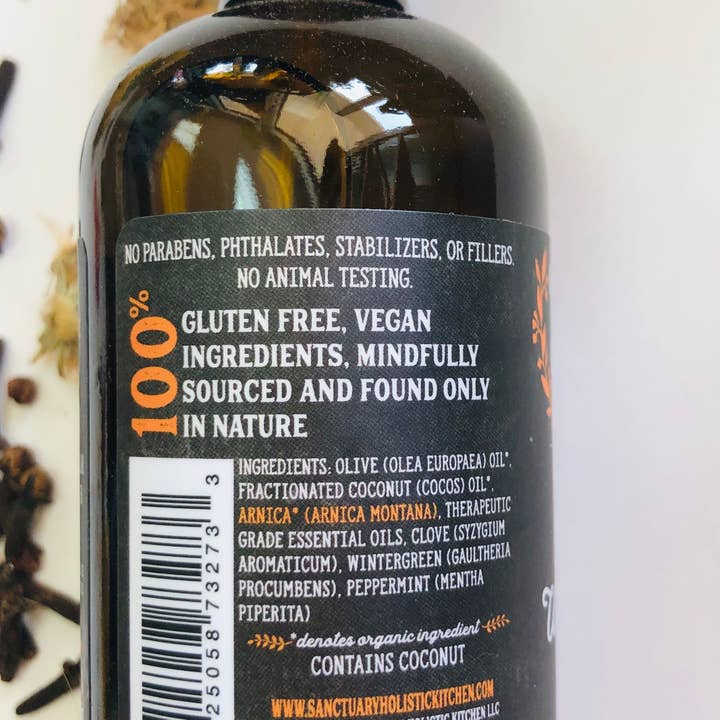 NO PARABENS, PHTHALATES, STABILIZERS, OR FILLERS.
NO ANIMAL TESTING.
100%
GLUTEN FREE, VEGAN
INGREDIENTS, MINDFULLY
SOURCED AND FOUND ONLY
IN NATURE
INGREDIENTS: OLIVE (OLEA EUROPAEA) OIL*,
FRACTIONATED COCONUT (COCOS) OIL*,
ARNICA* (ARNICA MONTANA), THERAPEUTIC
GRADE ESSENTIAL OILS, CLOVE (SYZYGIUM
AROMATICUM), WINTERGREEN (GAULTHERIA
PROCUMBENS), PEPPERMINT (MENTHA
PIPERITA)
*denotes organic ingredient
CONTAINS COCONUT
WWW.SANCTUARYHOLISTICKITCHEN.COM
HOLISTIC KITCHEN LLC
25058 73273 3